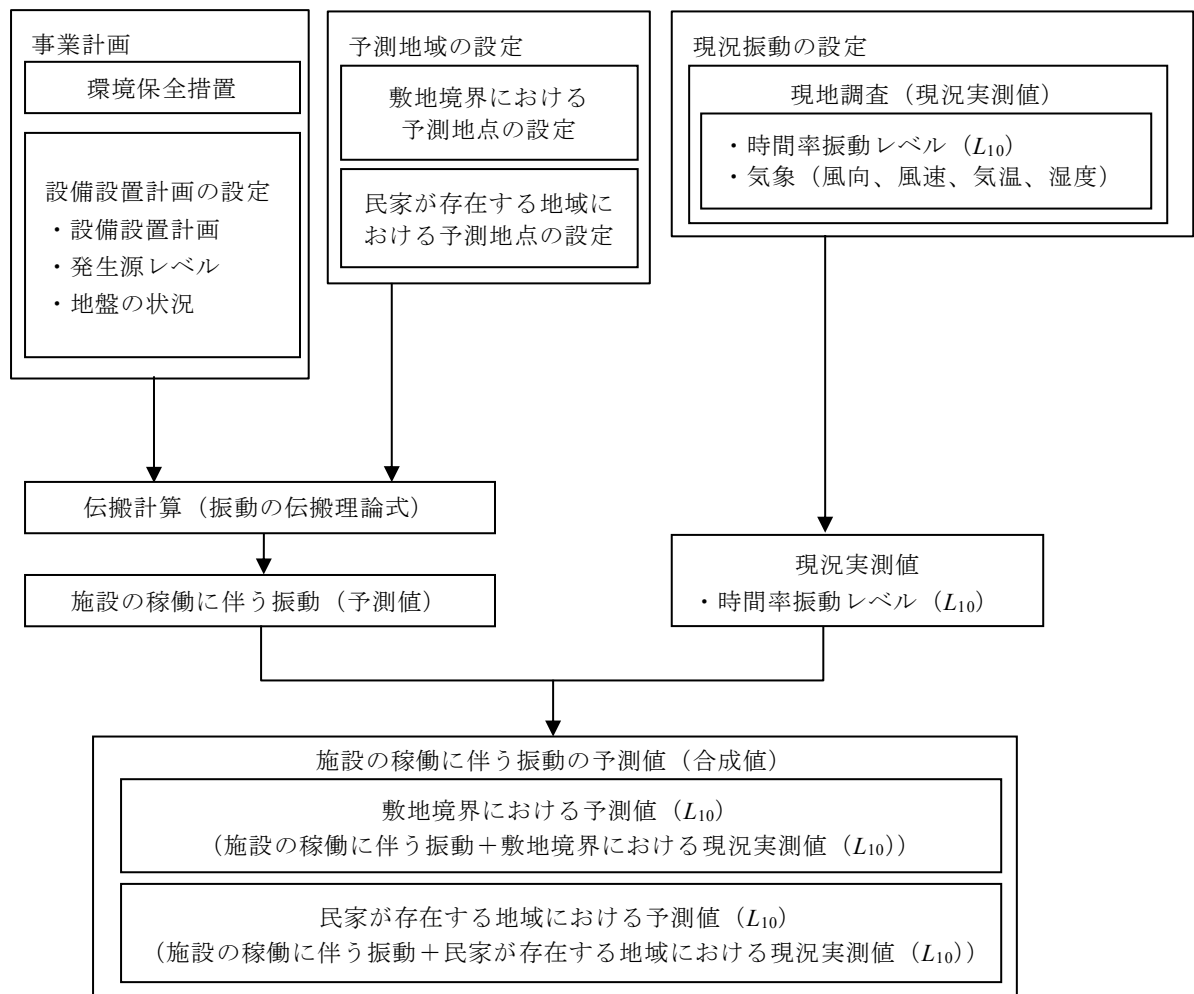 事業計画
環境保全措置
設備設置計画の設定
・設備設置計画
・発生源レベル
・地盤の状況
予測地域の設定
敷地境界における
予測地点の設定
民家が存在する地域に
おける予測地点の設定
現況振動の設定
現地調査（現況実測値）
・時間率振動レベル（L10）
・気象（風向、風速、気温、湿度）
伝搬計算（振動の伝搬理論式）
施設の稼働に伴う振動（予測値）
現況実測値
・時間率振動レベル（L10）
施設の稼働に伴う振動の予測値（合成値）
敷地境界における予測値（L10）
（施設の稼働に伴う振動＋敷地境界における現況実測値（L10））
民家が存在する地域における予測値（L10）
（施設の稼働に伴う振動＋民家が存在する地域における現況実測値（L10））